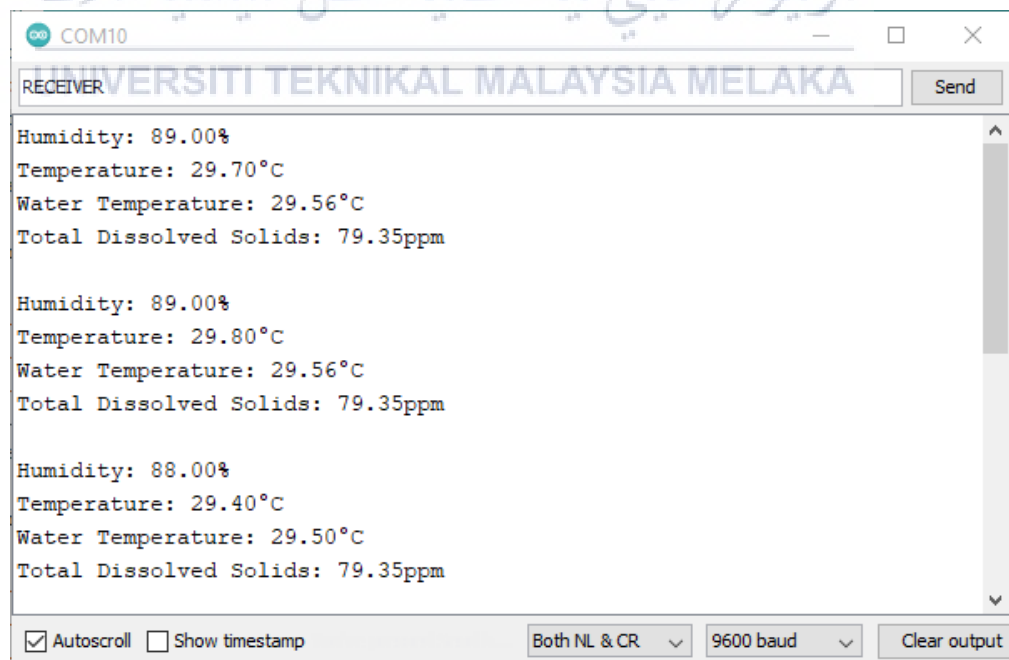 COM10
UNIVERSITI TEKNIKAL MALAYSIA MELAKA
RECEIVER
Send
Humidity: 89.00%
Temperature: 29.70°C
Water Temperature: 29.56°C
Total Dissolved Solids: 79.35ppm
Humidity: 89.00%
Temperature: 29.80°C
Water Temperature: 29.56°C
Total Dissolved Solids: 79.35ppm
Humidity: 88.00%
Temperature: 29.40°C
Water Temperature: 29.50°C
Total Dissolved Solids: 79.35ppm
Autoscroll Show timestamp Both NL & CR 9600 baud Clear output